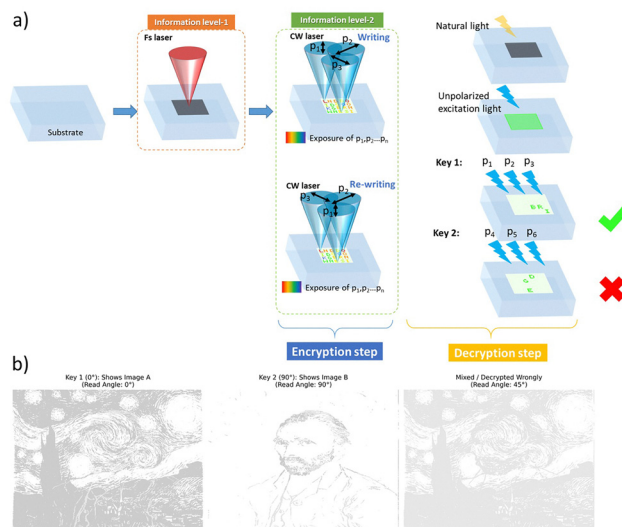 a)
Information level-1
Information level-2
Fs laser
CW laser
Writing
p1
p2
p3
Substrate
Exposure of p1,p2...pn
CW laser
Re-writing
p3
p2
p1
Exposure of p1,p2...pn
Natural light
Unpolarized
excitation light
Key 1: p1 p2 p3
Key 2: p4 p5 p6
Encryption step
Decryption step
b)
Key 1 (0°): Shows Image A
(Read Angle: 0°)
Key 2 (90°): Shows Image B
(Read Angle: 90°)
Mixed / Decrypted Wrongly
(Read Angle: 45°)